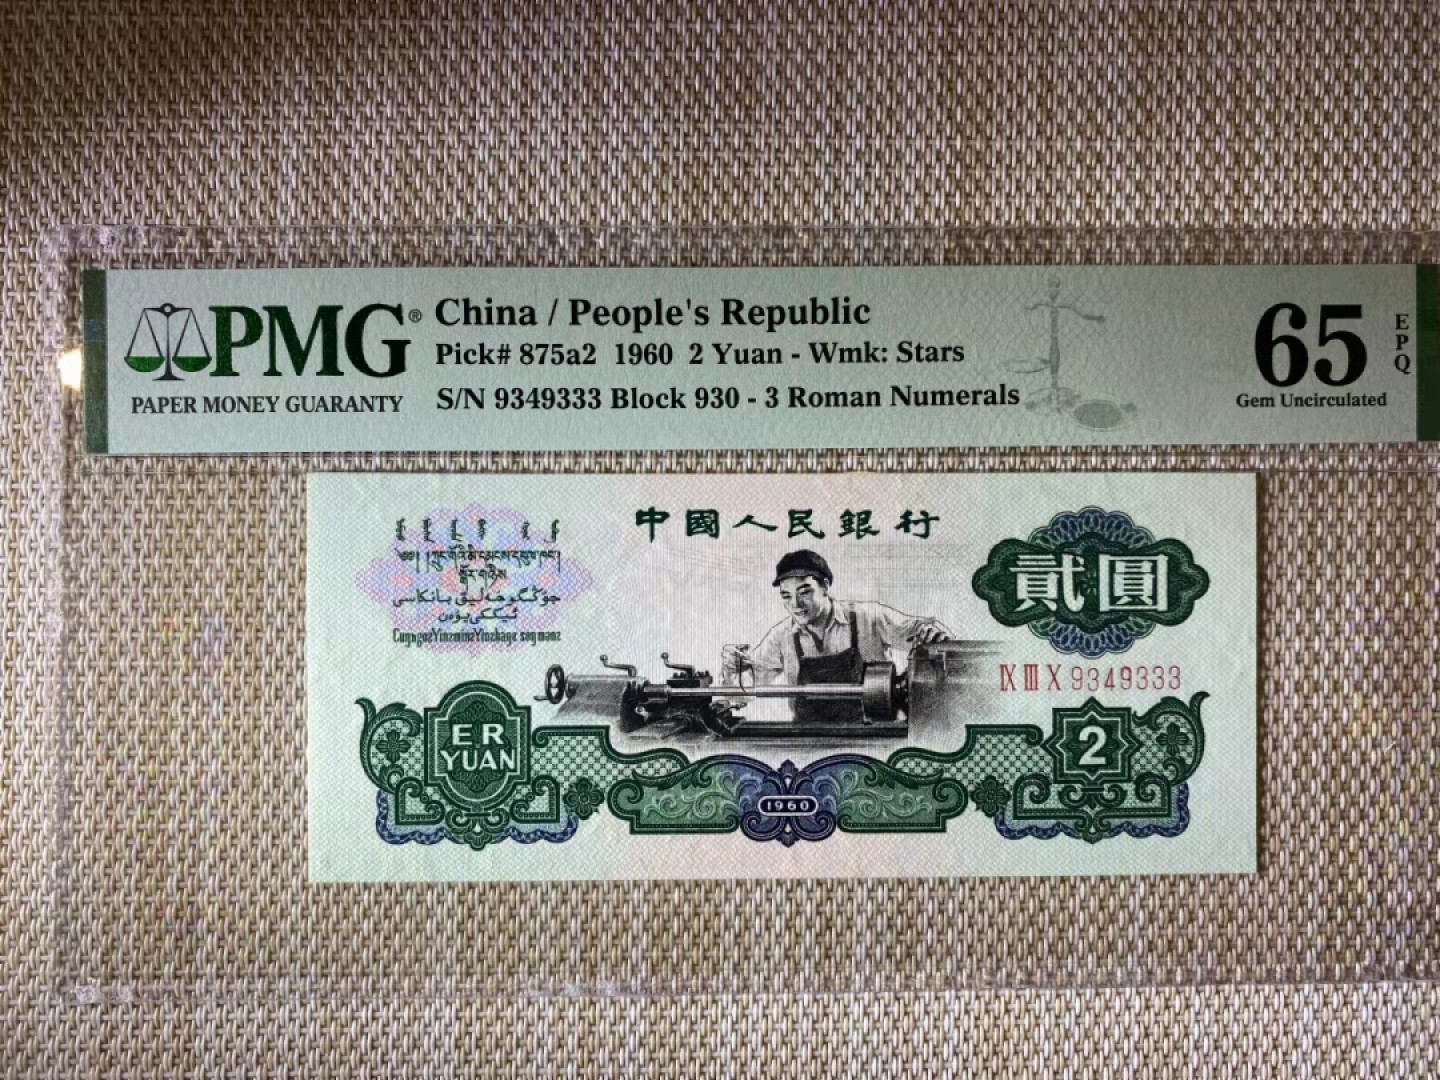 PMG®
PAPER MONEY GUARANTY
China / People's Republic
Pick# 875a2 1960 2 Yuan - Wmk: Stars
S/N 9349333 Block 930 - 3 Roman Numerals
65
EPQ
Gem Uncirculated
中國人民銀行
貳圓
ⅨⅢⅩ 9349333
ER
YUAN
1960
2